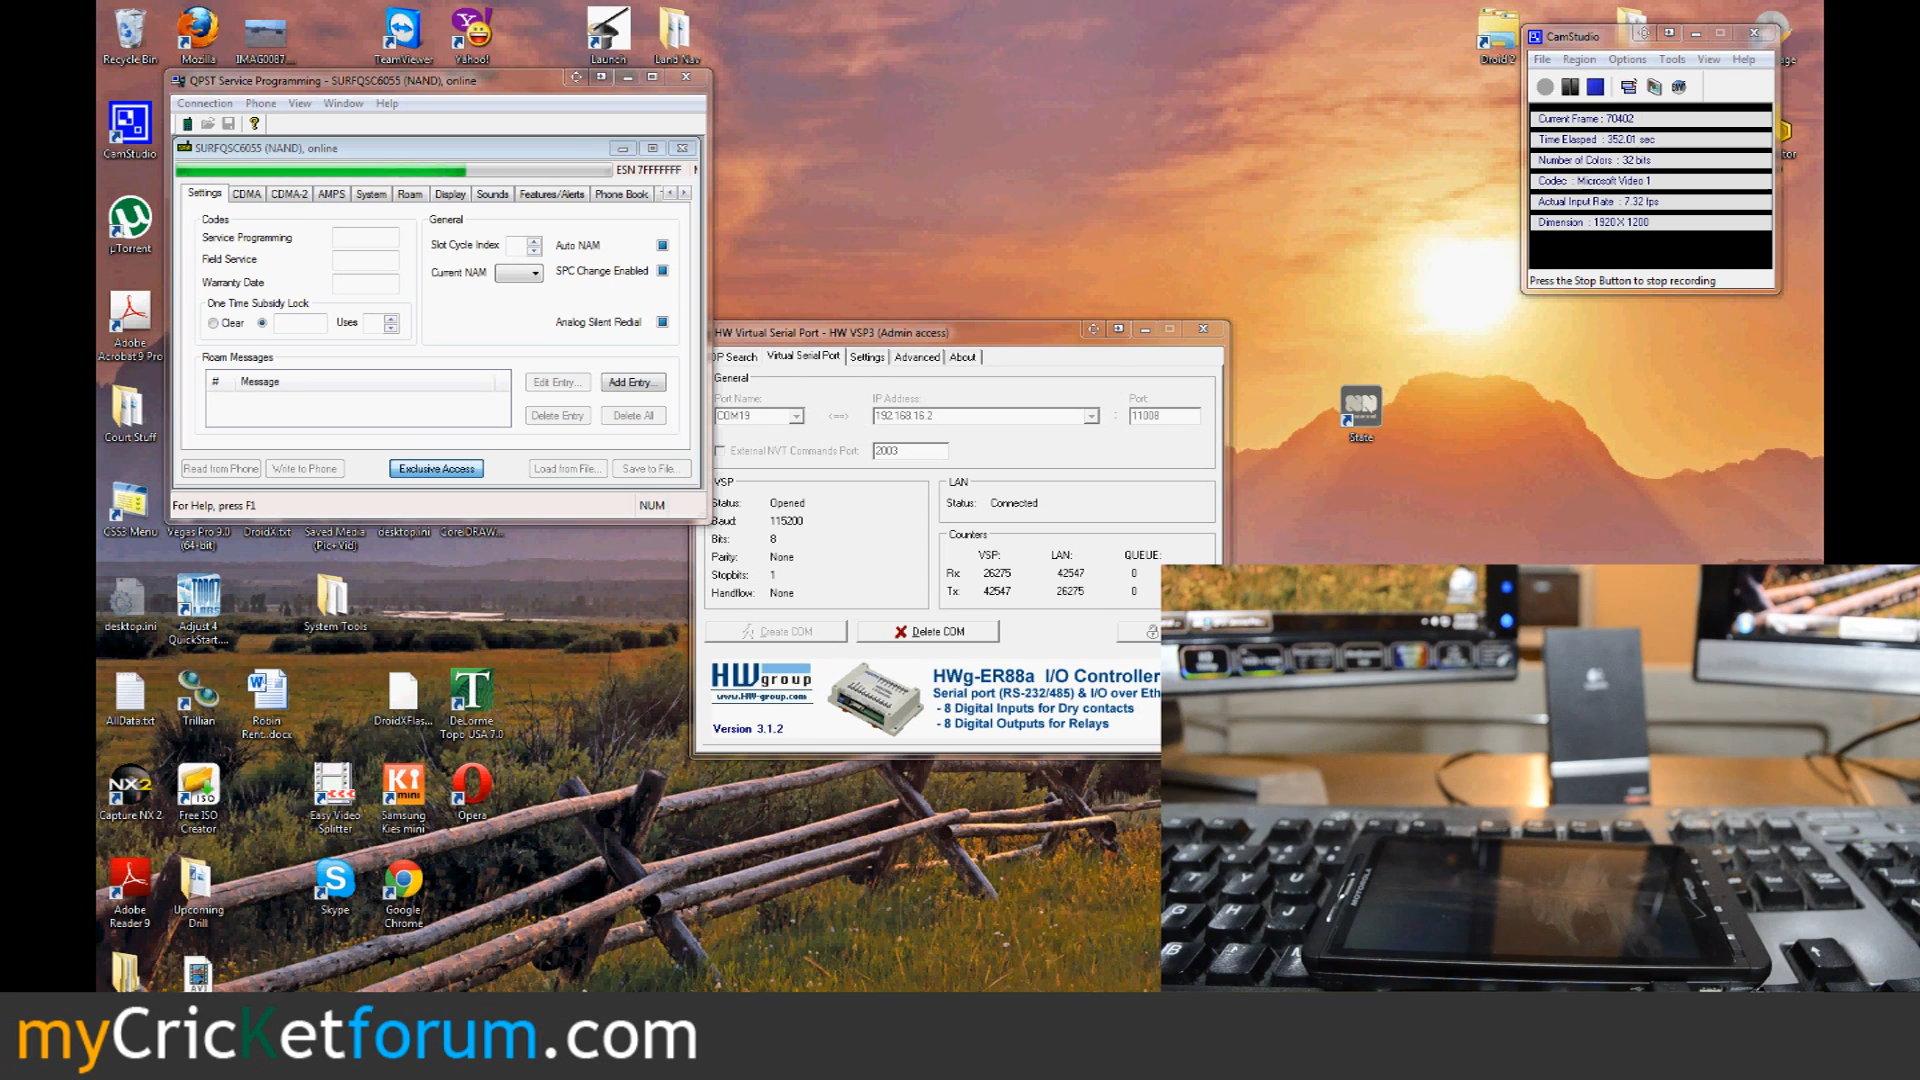 Recycle Bin
Mozilla
IMAG0087...
TeamViewer
Yahoo!
Launch
Land Nav
Droid 2
QPST Service Programming - SURFQSC6055 (NAND), online
Connection Phone View Window Help
SURFQSC6055 (NAND), online
ESN 7FFFFFFF
Settings CDMA CDMA-2 AMPS System Roam Display Sounds Features/Alerts Phone Book
Codes
Service Programming
Field Service
Warranty Date
One Time Subsidy Lock
Clear
Uses
General
Slot Cycle Index
Auto NAM
Current NAM
SPC Change Enabled
Analog Silent Redial
Roam Messages
# Message
Edit Entry...
Add Entry...
Delete Entry
Delete All
Read from Phone
Write to Phone
Exclusive Access
Load from File...
Save to File...
For Help, press F1
NUM
CamStudio
File Region Options Tools View Help
Current Frame : 70402
Time Elasped : 352.01 sec
Number of Colors : 32 bits
Codec : Microsoft Video 1
Actual Input Rate : 7.32 fps
Dimension : 1920 X 1200
Press the Stop Button to stop recording
HW Virtual Serial Port - HW VSP3 (Admin access)
Search
Virtual Serial Port
Settings
Advanced
About
General
Port Name:
COM19
<==>
IP Address:
192.168.16.2
:
Port:
11008
External NVT Commands Port:
2003
VSP
Status: Opened
Baud: 115200
Bits: 8
Parity: None
Stopbits: 1
Handflow: None
LAN
Status: Connected
Counters
VSP: LAN: QUEUE:
Rx 26275 42547 0
Tx: 42547 26275 0
Create COM
Delete COM
HWgroup
www.HW-group.com
Version 3.1.2
HWg-ER88a I/O Controller
Serial port (RS-232/485) & I/O over Eth
- 8 Digital Inputs for Dry contacts
- 8 Digital Outputs for Relays
CamStudio
µTorrent
Adobe
Acrobat 9 Pro
Court Stuff
CSS3 Menu
Vegas Pro 9.0
(64-bit)
DroidX.txt
Saved Media
(Pic+Vid)
desktop.ini
CorelDRAW...
State
desktop.ini
Adjust 4
QuickStart....
System Tools
AllData.txt
Trillian
Robin
Rent...docx
DroidXFlas...
DeLorme
Topo USA 7.0
NX2
Capture NX 2
ISO
Free ISO
Creator
Easy Video
Splitter
Ki
mini
Samsung
Kies mini
Opera
Adobe
Reader 9
Upcoming
Drill
Skype
Google
Chrome
AVI
MOTOROLA
T
Y
U
G
H
J
B
N
myCricKetforum.com